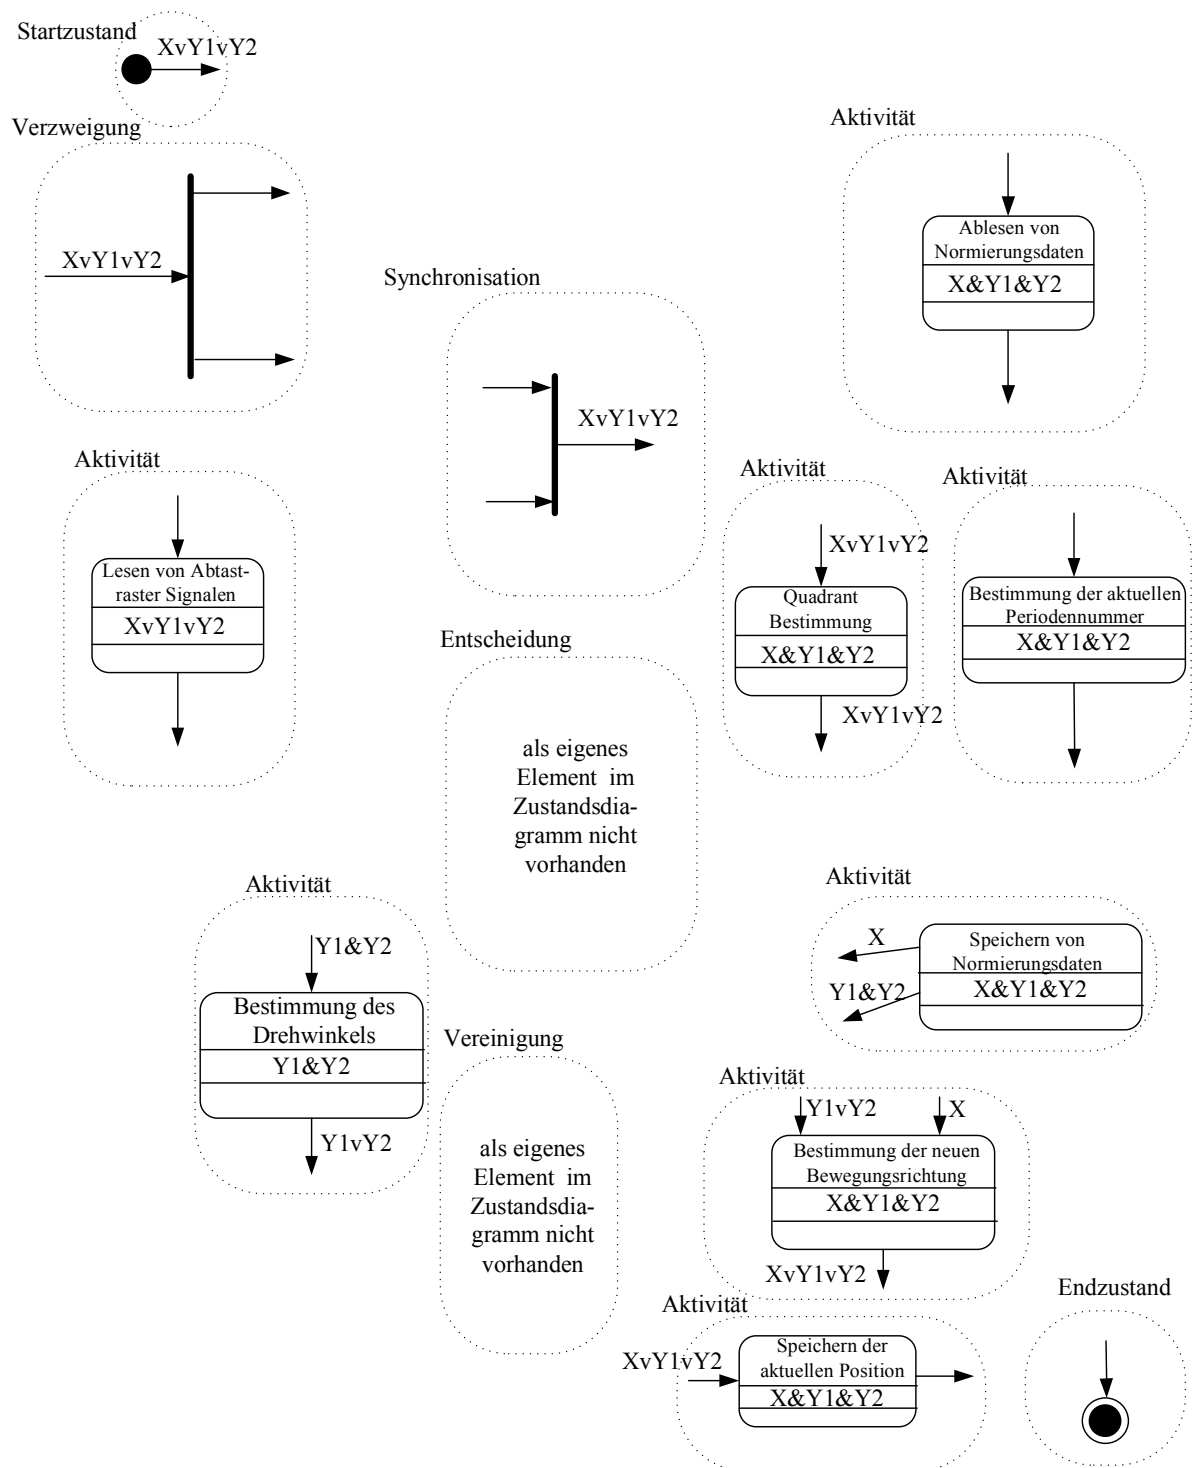 Startzustand
XvY1vY2
Verzweigung
XvY1vY2
Aktivität
Ablesen von
Normierungsdaten
X&Y1&Y2
Synchronisation
XvY1vY2
Aktivität
Lesen von Abtast-
raster Signalen
XvY1vY2
Aktivität
XvY1vY2
Quadrant
Bestimmung
X&Y1&Y2
XvY1vY2
Aktivität
Bestimmung der aktuellen
Periodennummer
X&Y1&Y2
Entscheidung
als eigenes
Element im
Zustandsdia-
gramm nicht
vorhanden
Aktivität
Y1&Y2
Bestimmung des
Drehwinkels
Y1&Y2
Y1vY2
Aktivität
X
Y1&Y2
Speichern von
Normierungsdaten
X&Y1&Y2
Vereinigung
als eigenes
Element im
Zustandsdia-
gramm nicht
vorhanden
Aktivität
Y1vY2
X
Bestimmung der neuen
Bewegungsrichtung
X&Y1&Y2
XvY1vY2
Aktivität
XvY1vY2
Speichern der
aktuellen Position
X&Y1&Y2
Endzustand